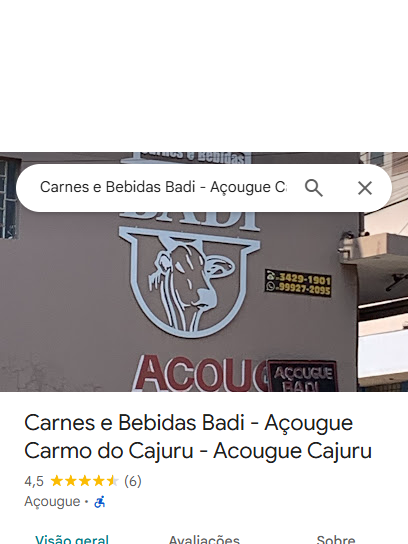 Carnes e Bebidas
Carnes e Bebidas Badi - Açougue C
BADI
3429-1901
99927-2095
AÇOUG
AÇOUGUE
BADI
Carnes e Bebidas Badi - Açougue
Carmo do Cajuru - Acougue Cajuru
4,5 (6)
Açougue ·
Visão geral Avaliações Sobre